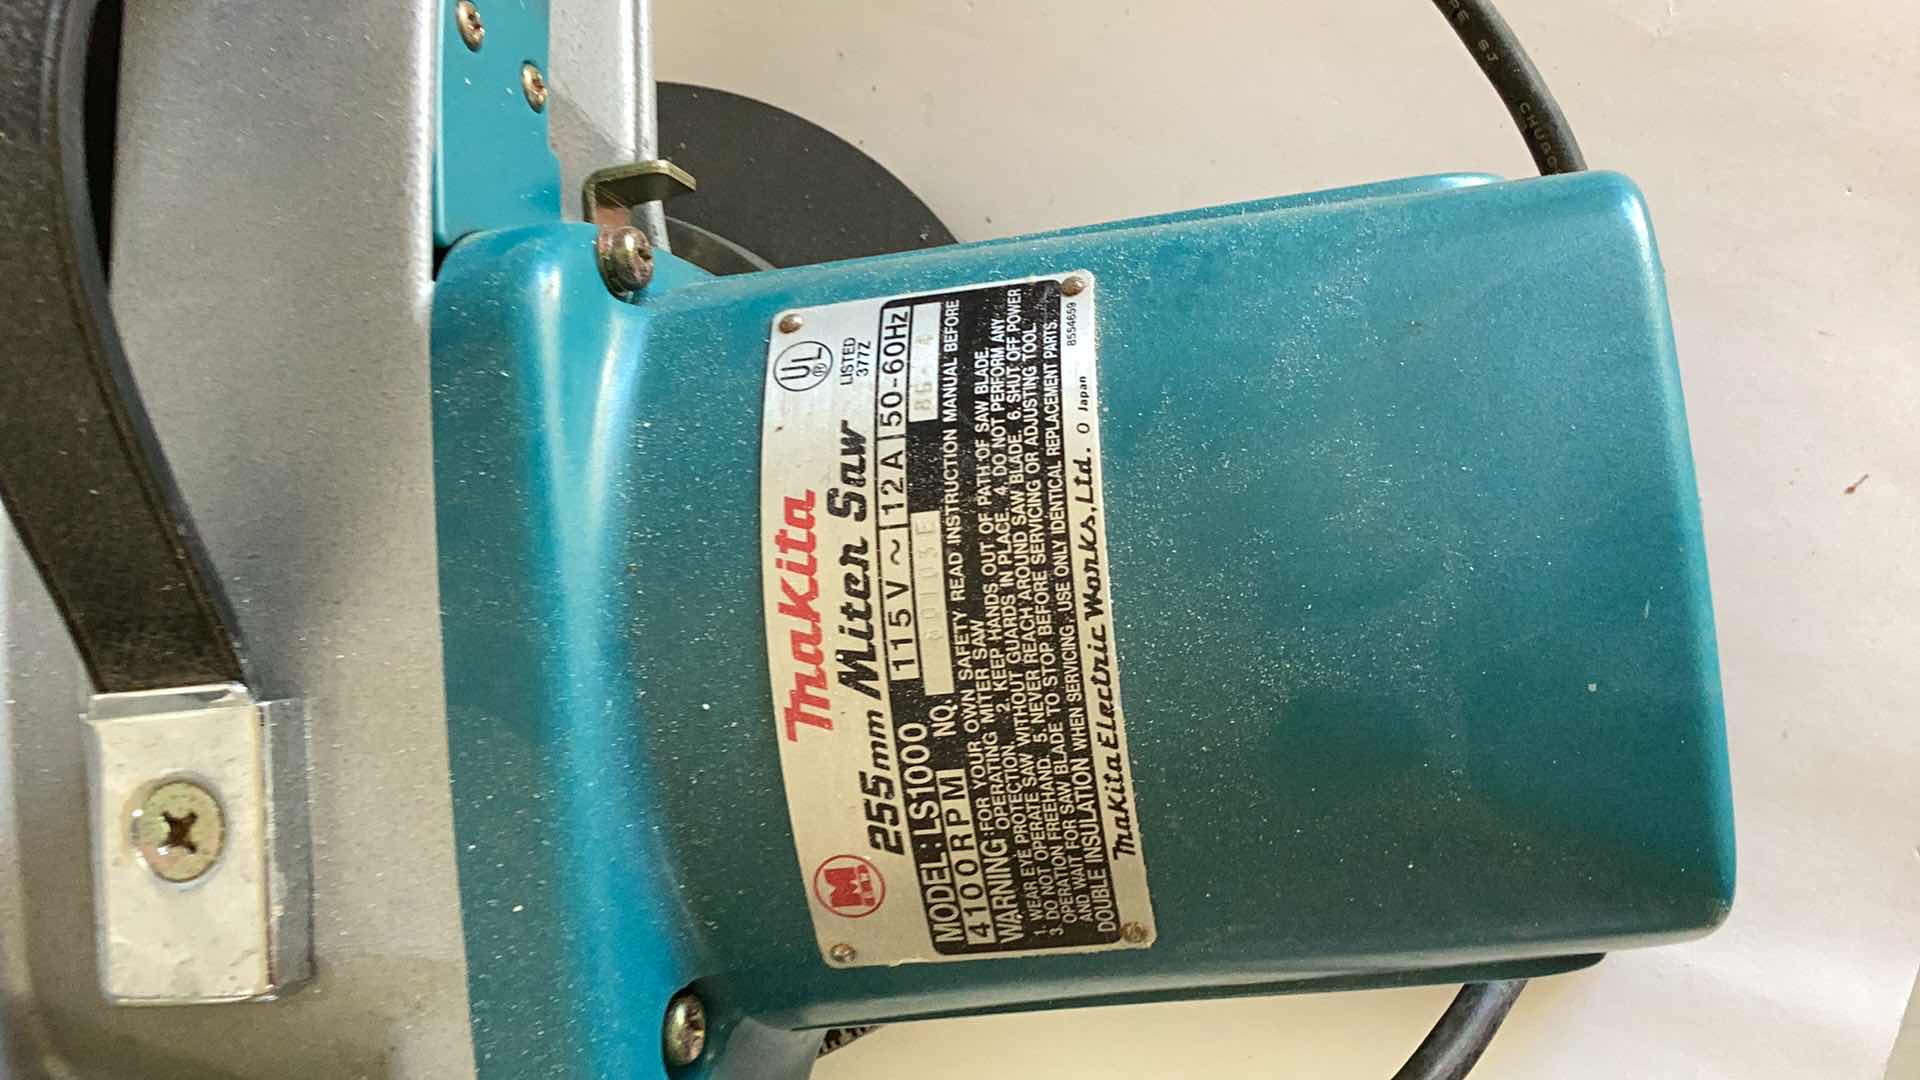 Makita
UL
®
LISTED
377Z
255mm Miter Saw
M
MODEL: LS1000 115V~ 12A 50-60Hz
4100RPM NO.
WARNING: FOR YOUR OWN SAFETY READ INSTRUCTION MANUAL BEFORE
OPERATING MITER SAW.
1. WEAR EYE PROTECTION. 2. KEEP HANDS OUT OF PATH OF SAW BLADE.
3. DO NOT OPERATE SAW WITHOUT GUARDS IN PLACE. 4. DO NOT PERFORM ANY
OPERATION FREEHAND. 5. NEVER REACH AROUND SAW BLADE. 6. SHUT OFF POWER
AND WAIT FOR SAW BLADE TO STOP BEFORE SERVICING OR ADJUSTING TOOL.
DOUBLE INSULATION WHEN SERVICING, USE ONLY IDENTICAL REPLACEMENT PARTS.
Makita Electric Works, Ltd. O Japan
8554659
SJ CHUGO